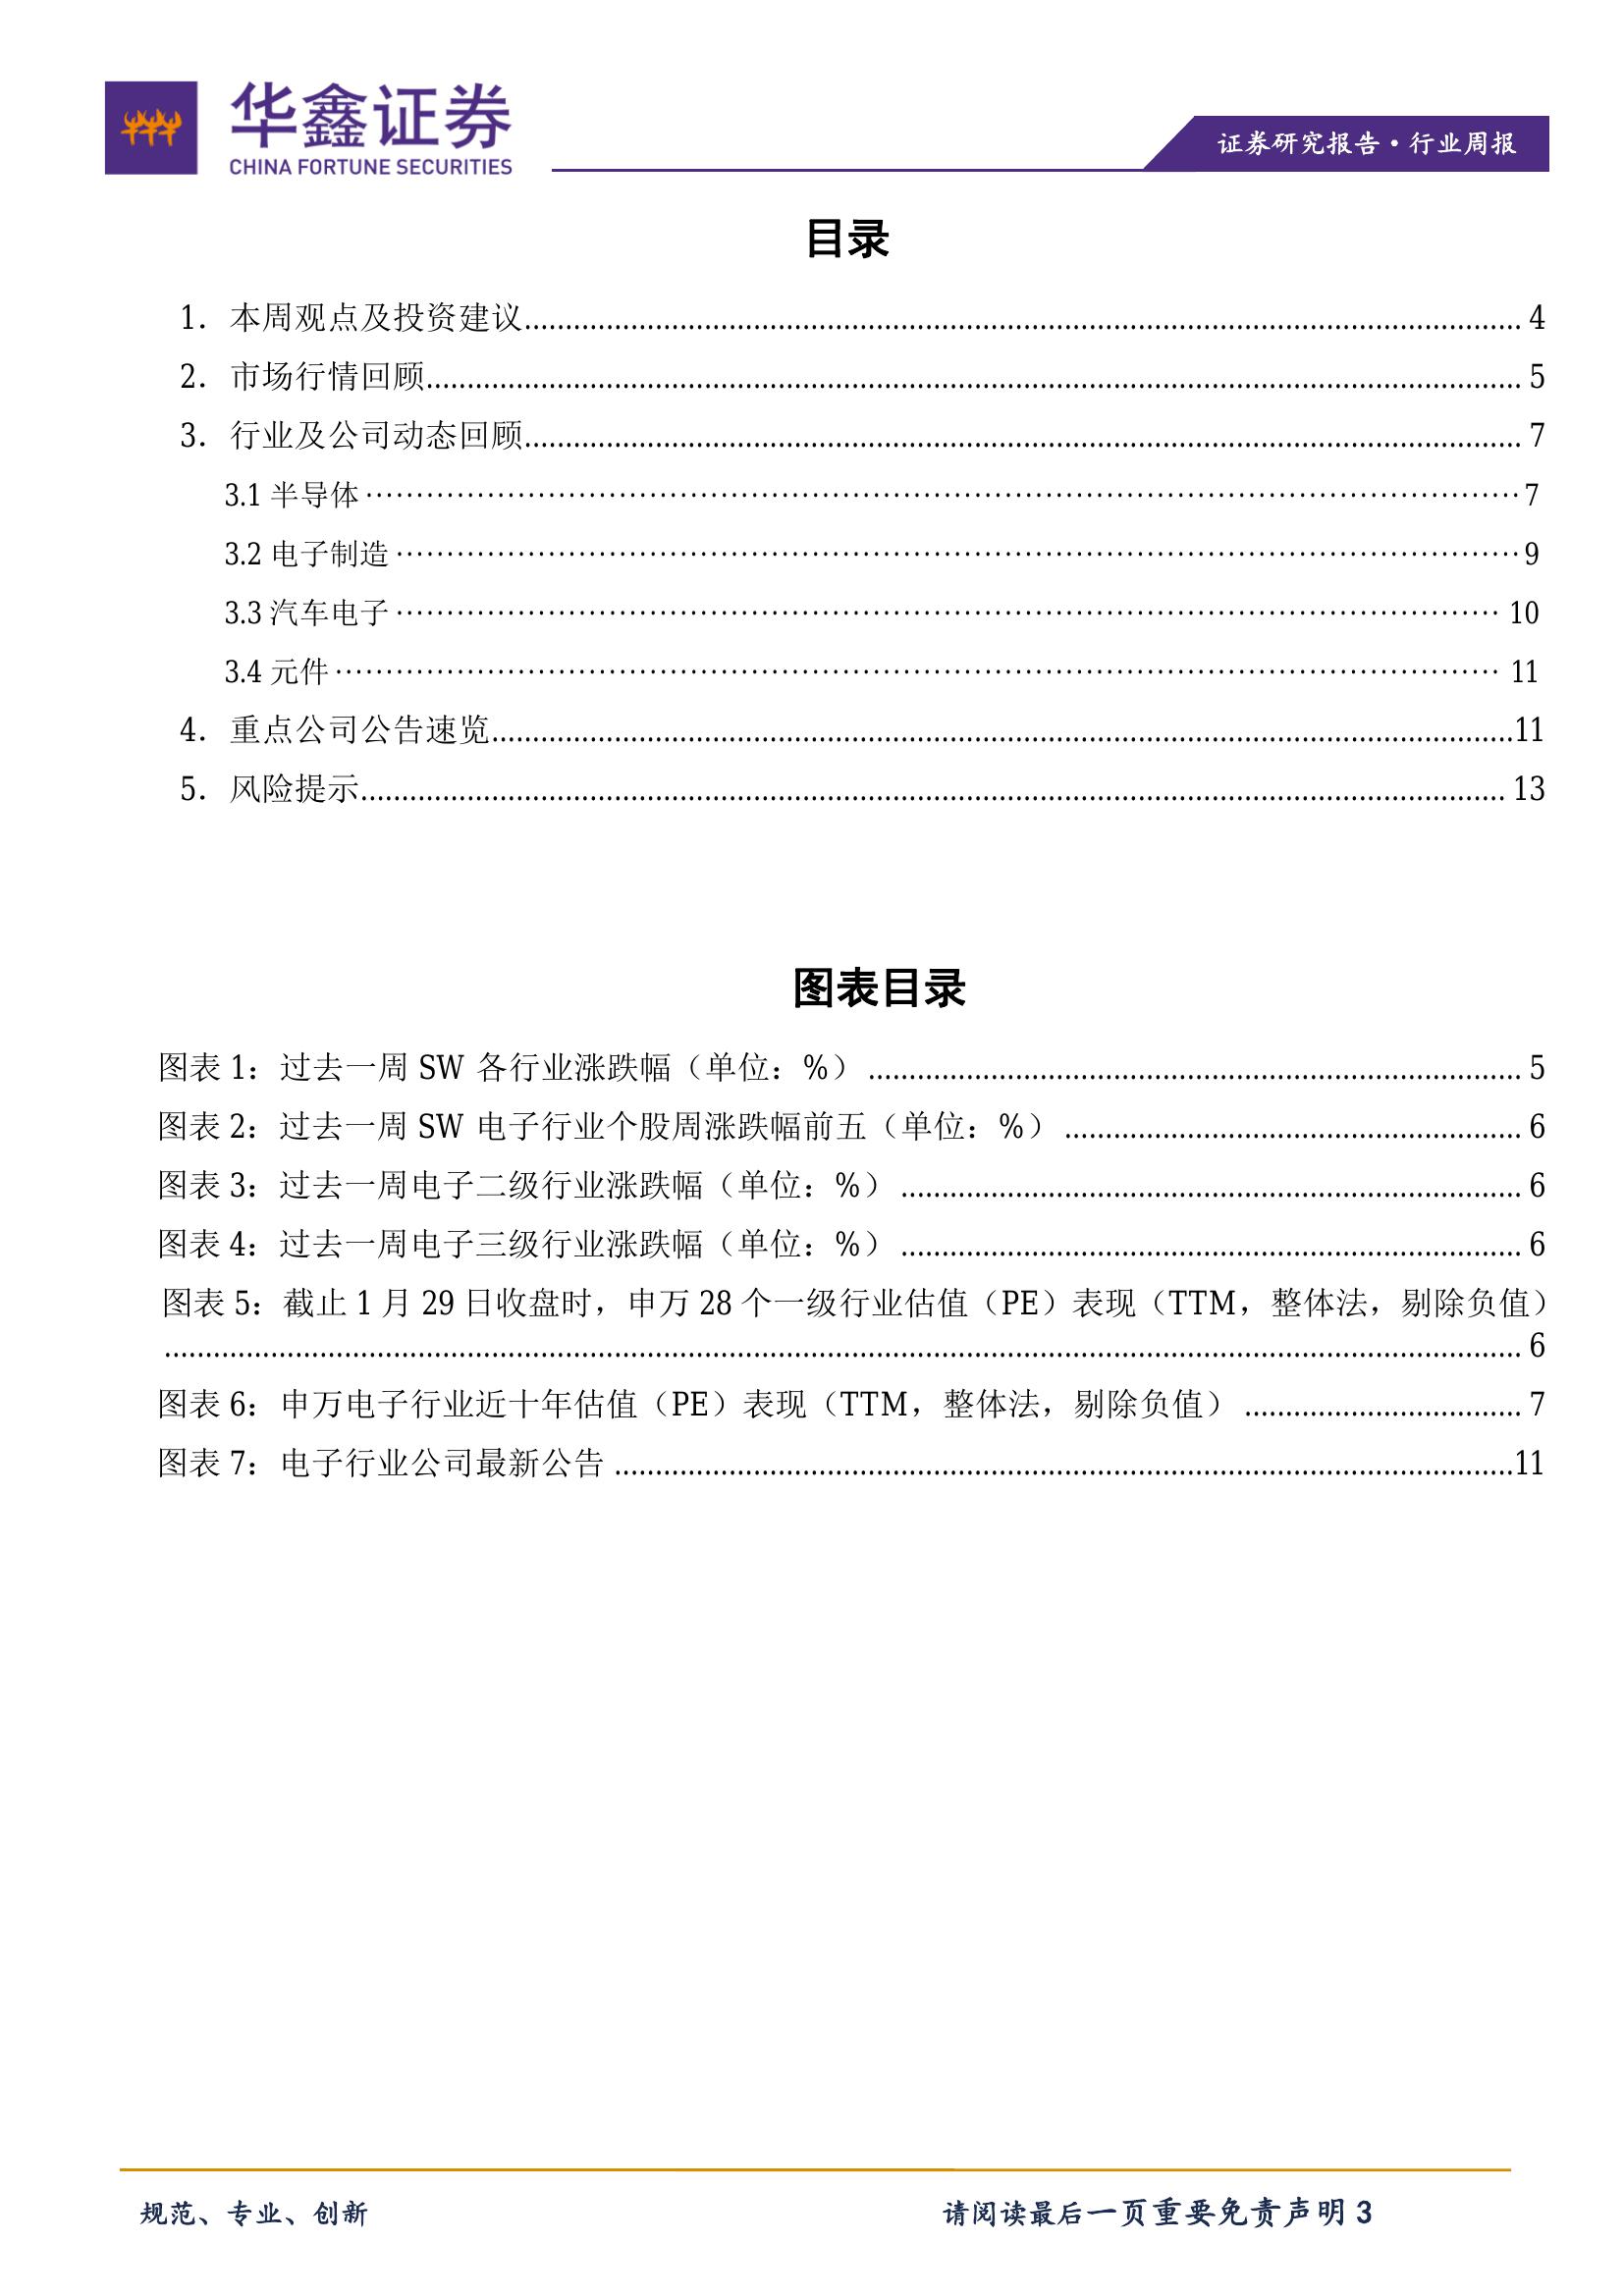 华鑫证券
CHINA FORTUNE SECURITIES
证券研究报告·行业周报
目录
1. 本周观点及投资建议 4
2. 市场行情回顾 5
3. 行业及公司动态回顾 7
3.1 半导体 7
3.2 电子制造 9
3.3 汽车电子 10
3.4 元件 11
4. 重点公司公告速览 11
5. 风险提示 13
图表目录
图表 1：过去一周 SW 各行业涨跌幅（单位：%） 5
图表 2：过去一周 SW 电子行业个股周涨跌幅前五（单位：%） 6
图表 3：过去一周电子二级行业涨跌幅（单位：%） 6
图表 4：过去一周电子三级行业涨跌幅（单位：%） 6
图表 5：截止 1 月 29 日收盘时，申万 28 个一级行业估值（PE）表现（TTM，整体法，剔除负值）
6
图表 6：申万电子行业近十年估值（PE）表现（TTM，整体法，剔除负值） 7
图表 7：电子行业公司最新公告 11
规范、专业、创新
请阅读最后一页重要免责声明 3